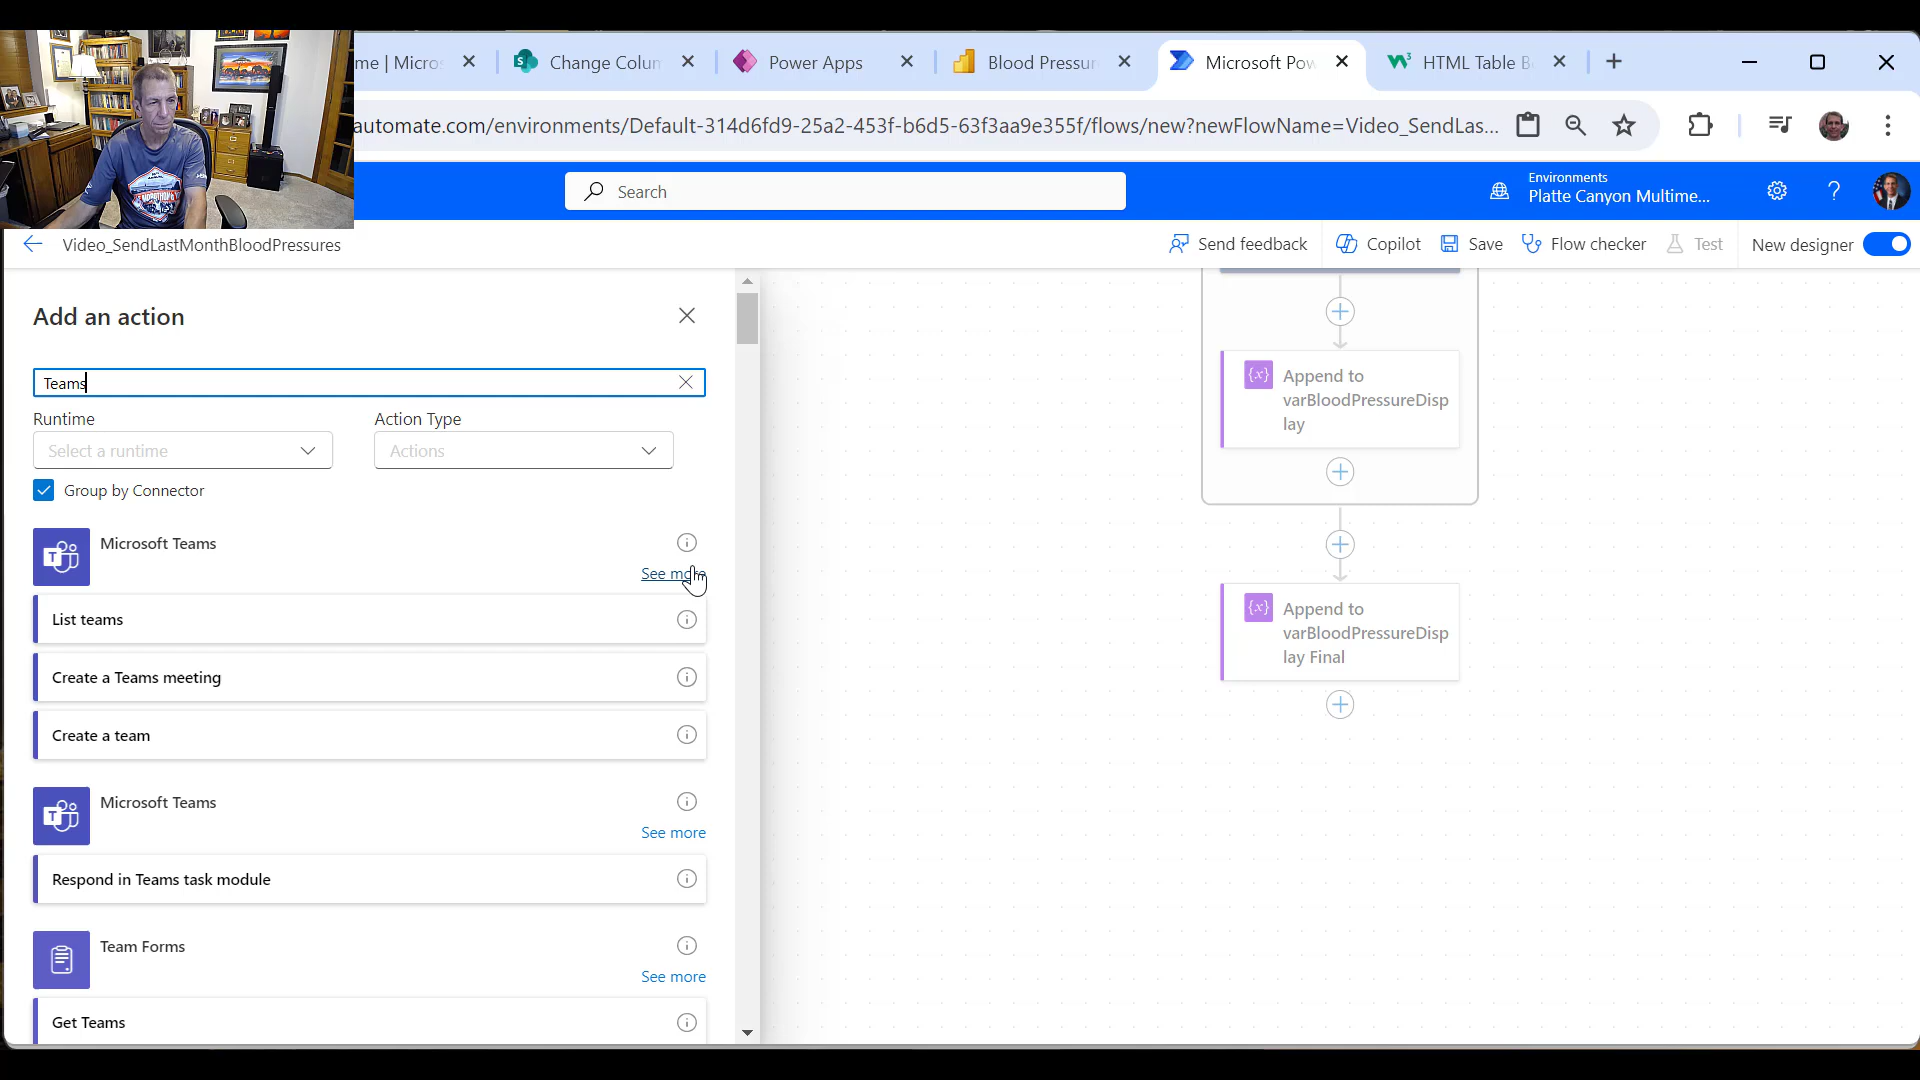 me | Micros
Change Colum
Power Apps
Blood Pressur
Microsoft Pow
HTML Table B
automate.com/environments/Default-314d6fd9-25a2-453f-b6d5-63f3aa9e355f/flows/new?newFlowName=Video_SendLas...
Search
Environments
Platte Canyon Multime...
Video_SendLastMonthBloodPressures
Send feedback
Copilot
Save
Flow checker
Test
New designer
Add an action
Teams
Runtime
Action Type
Select a runtime
Actions
Group by Connector
Microsoft Teams
See more
List teams
Create a Teams meeting
Create a team
Microsoft Teams
See more
Respond in Teams task module
Team Forms
See more
Get Teams
{x} Append to
varBloodPressureDisp
lay
{x} Append to
varBloodPressureDisp
lay Final